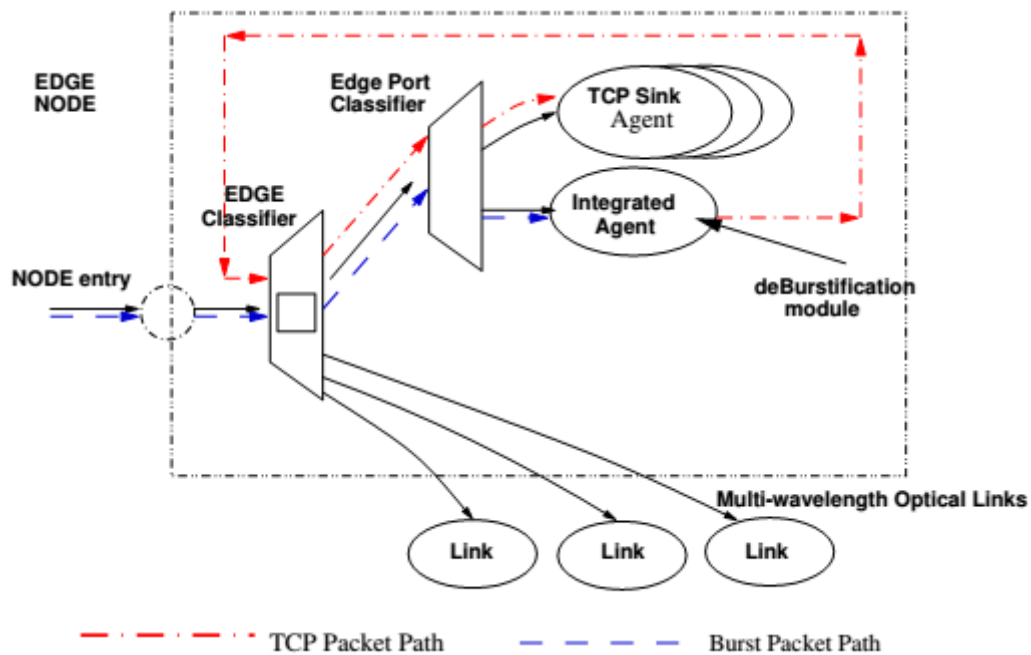 EDGE
NODE
Edge Port
Classifier
TCP Sink
Agent
EDGE
Classifier
Integrated
Agent
NODE entry
deBurstification
module
Multi-wavelength Optical Links
Link
Link
Link
TCP Packet Path
Burst Packet Path